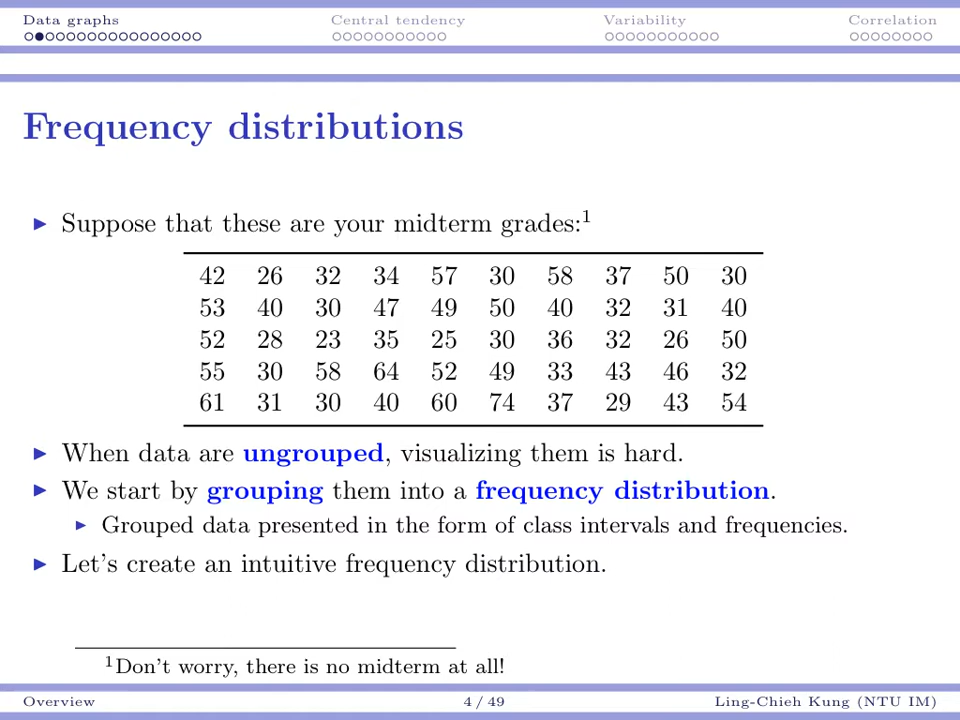 Data graphs Central tendency Variability Correlation
Frequency distributions
Suppose that these are your midterm grades:1
42 26 32 34 57 30 58 37 50 30
53 40 30 47 49 50 40 32 31 40
52 28 23 35 25 30 36 32 26 50
55 30 58 64 52 49 33 43 46 32
61 31 30 40 60 74 37 29 43 54
When data are ungrouped, visualizing them is hard.
We start by grouping them into a frequency distribution.
Grouped data presented in the form of class intervals and frequencies.
Let's create an intuitive frequency distribution.
1Don't worry, there is no midterm at all!
Overview 4 / 49 Ling-Chieh Kung (NTU IM)